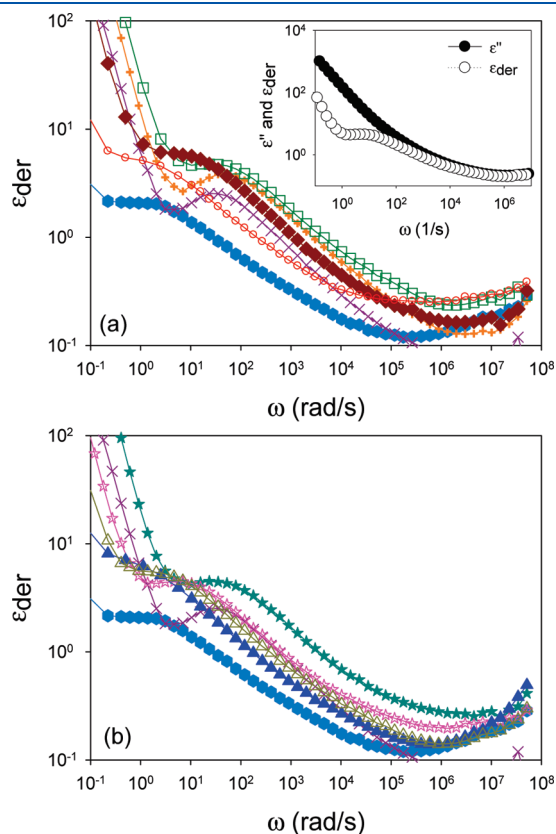 10² 10¹ 10⁰ 10⁻¹
ε_der
(a)
10⁻¹ 10⁰ 10¹ 10² 10³ 10⁴ 10⁵ 10⁶ 10⁷ 10⁸
ω (rad/s)
10⁴ 10² 10⁰
ε'' and ε_der
ε''
ε_der
10⁰ 10² 10⁴ 10⁶
ω (1/s)
10² 10¹ 10⁰ 10⁻¹
ε_der
(b)
10⁻¹ 10⁰ 10¹ 10² 10³ 10⁴ 10⁵ 10⁶ 10⁷ 10⁸
ω (rad/s)